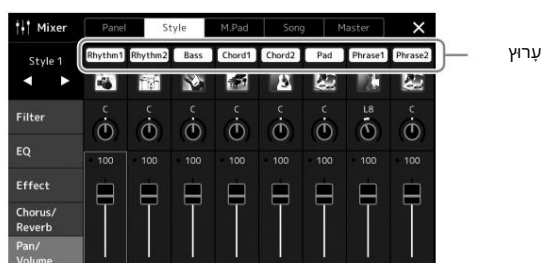 Mixer Panel Style M.Pad Song Master ×
Style 1 Rhythm1 Rhythm2 Bass Chord1 Chord2 Pad Phrase1 Phrase2 עָרוּץ
Filter C C C C C C L8 C
EQ 100 100 100 100 100 100 100 100
Effect
Chorus/
Reverb
Pan/
Volume